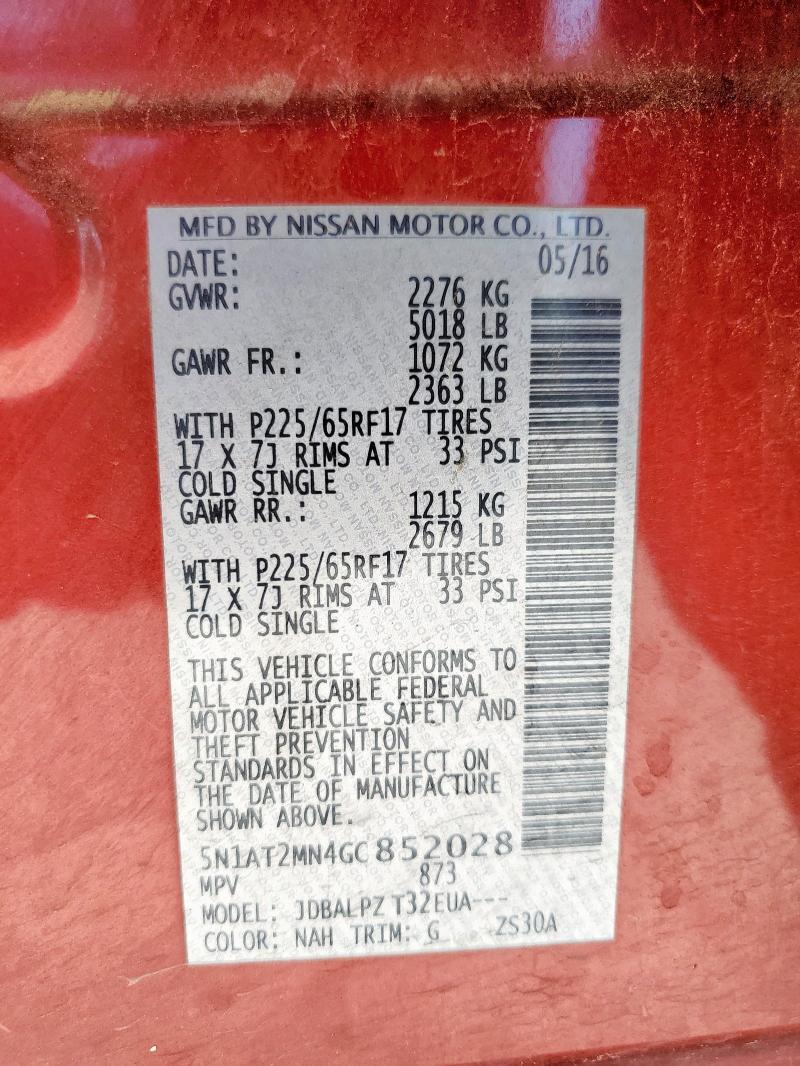 MFD BY NISSAN MOTOR CO., LTD.
DATE: 05/16
GVWR: 2276 KG
5018 LB
GAWR FR.: 1072 KG
2363 LB
WITH P225/65RF17 TIRES
17 X 7J RIMS AT 33 PSI
COLD SINGLE
GAWR RR.: 1215 KG
2679 LB
WITH P225/65RF17 TIRES
17 X 7J RIMS AT 33 PSI
COLD SINGLE
THIS VEHICLE CONFORMS TO
ALL APPLICABLE FEDERAL
MOTOR VEHICLE SAFETY AND
THEFT PREVENTION
STANDARDS IN EFFECT ON
THE DATE OF MANUFACTURE
SHOWN ABOVE.
5N1AT2MN4GC852028
MPV 873
MODEL: JDBALPZ T32EUA---
COLOR: NAH TRIM: G ZS30A